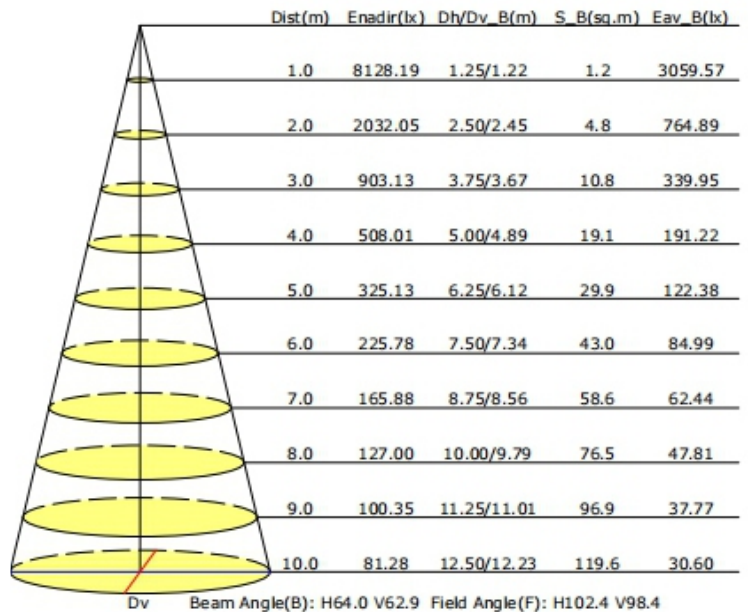 Dist(m) Enadir(lx) Dh/Dv_B(m) S_B(sq.m) Eav_B(lx)
1.0 8128.19 1.25/1.22 1.2 3059.57
2.0 2032.05 2.50/2.45 4.8 764.89
3.0 903.13 3.75/3.67 10.8 339.95
4.0 508.01 5.00/4.89 19.1 191.22
5.0 325.13 6.25/6.12 29.9 122.38
6.0 225.78 7.50/7.34 43.0 84.99
7.0 165.88 8.75/8.56 58.6 62.44
8.0 127.00 10.00/9.79 76.5 47.81
9.0 100.35 11.25/11.01 96.9 37.77
10.0 81.28 12.50/12.23 119.6 30.60
Dv Beam Angle(B): H64.0 V62.9 Field Angle(F): H102.4 V98.4